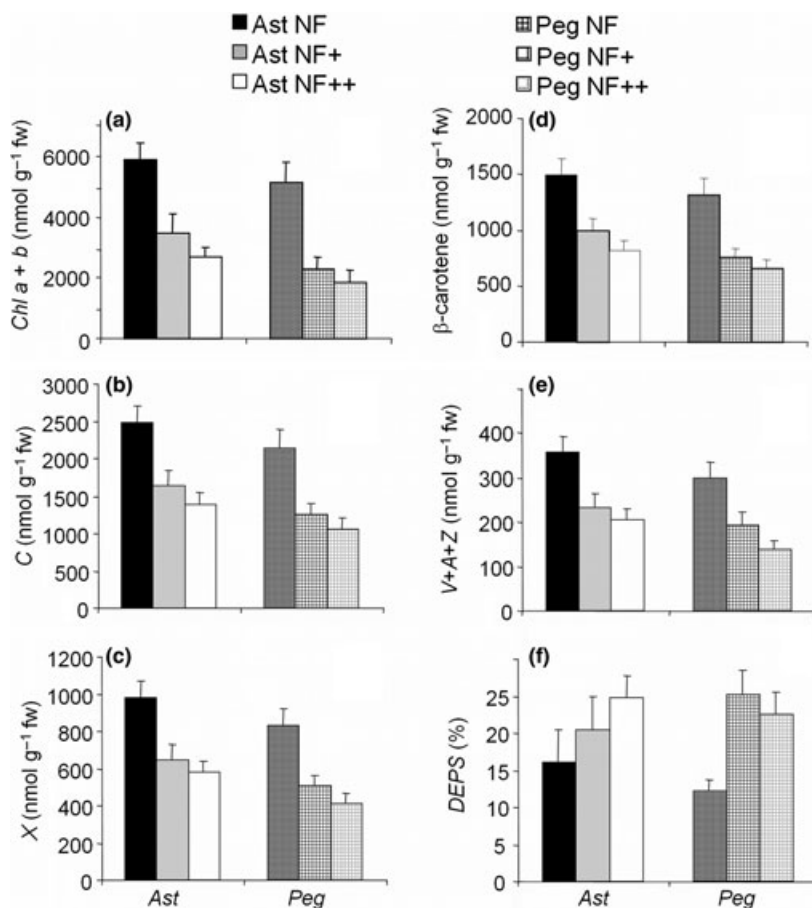 Ast NF
Ast NF+
Ast NF++
Peg NF
Peg NF+
Peg NF++
(a)
Chl a + b (nmol g⁻¹ fw)
6000
4000
2000
0
(d)
β-carotene (nmol g⁻¹ fw)
2000
1500
1000
500
0
(b)
C (nmol g⁻¹ fw)
3000
2500
2000
1500
1000
500
0
(e)
V+A+Z (nmol g⁻¹ fw)
400
300
200
100
0
(c)
X (nmol g⁻¹ fw)
1200
1000
800
600
400
200
0
Ast Peg
(f)
DEPS (%)
25
20
15
10
5
0
Ast Peg